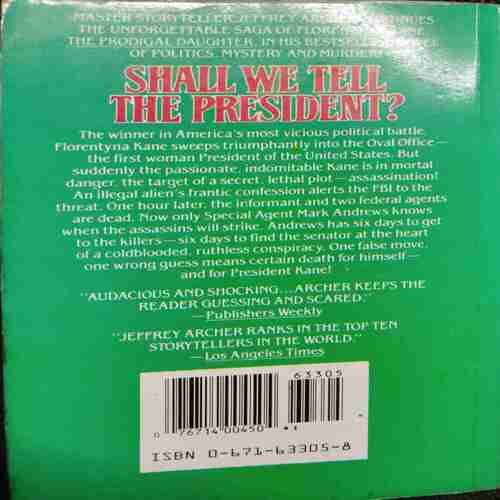 MASTER STORYTELLER JEFFREY ARCHER
THE UNFORGETTABLE SAGA OF
THE PRODIGAL DAUGHTER, IN HIS BESTSELLING
OF POLITICS, MYSTERY AND MURDER
SHALL WE TELL
THE PRESIDENT?
The winner in America's most vicious political battle,
Florentyna Kane sweeps triumphantly into the Oval Office—
the first woman President of the United States. But
suddenly the passionate, indomitable Kane is in mortal
danger, the target of a secret, lethal plot—assassination!
An illegal alien's frantic confession alerts the FBI to the
threat. One hour later, the informant and two federal agents
are dead. Now only Special Agent Mark Andrews knows
when the assassins will strike. Andrews has six days to get
to the killers—six days to find the senator at the heart
of a coldblooded, ruthless conspiracy. One false move,
one wrong guess means certain death for himself—
and for President Kane!
"AUDACIOUS AND SHOCKING...ARCHER KEEPS THE
READER GUESSING AND SCARED."
—Publishers Weekly
"JEFFREY ARCHER RANKS IN THE TOP TEN
STORYTELLERS IN THE WORLD."
—Los Angeles Times
63305
0 76714 00450
ISBN 0-671-63305-8